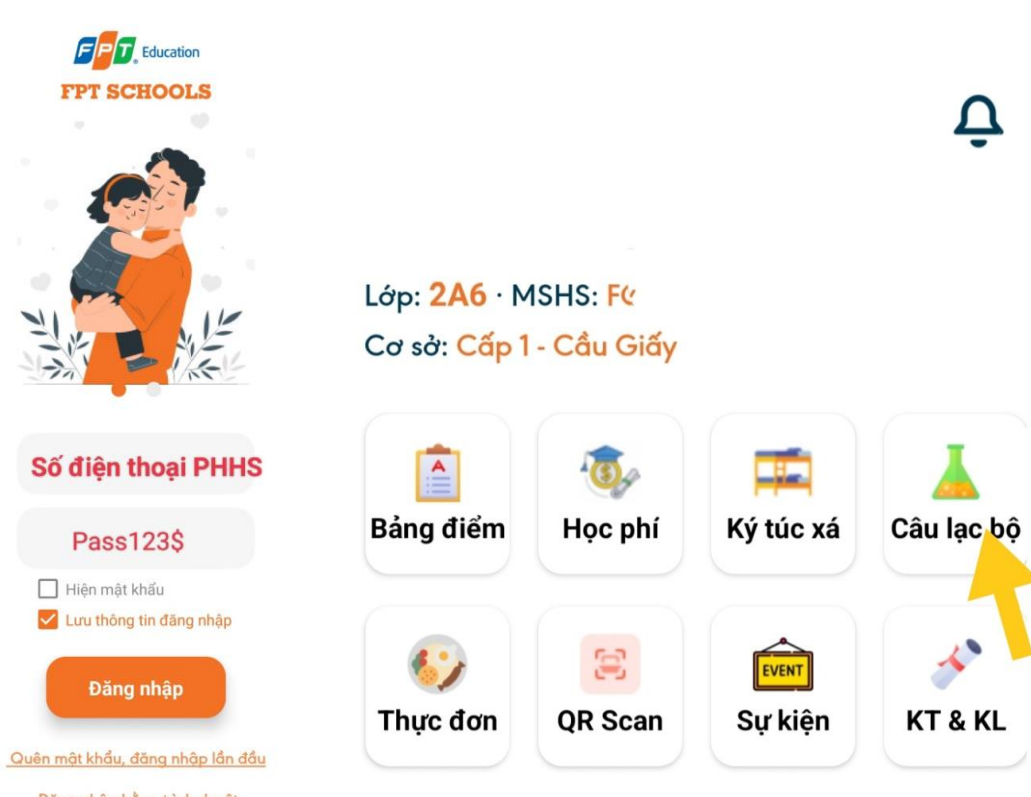 FPT Education
FPT SCHOOLS
Số điện thoại PHHS
Pass123$
Hiện mật khẩu
Lưu thông tin đăng nhập
Đăng nhập
Quên mật khẩu, đăng nhập lần đầu
Lớp: 2A6 · MSHS:
Cơ sở: Cấp 1 - Cầu Giấy
A
Bảng điểm
Học phí
Ký túc xá
Câu lạc bộ
Thực đơn
QR Scan
EVENT
Sự kiện
KT & KL